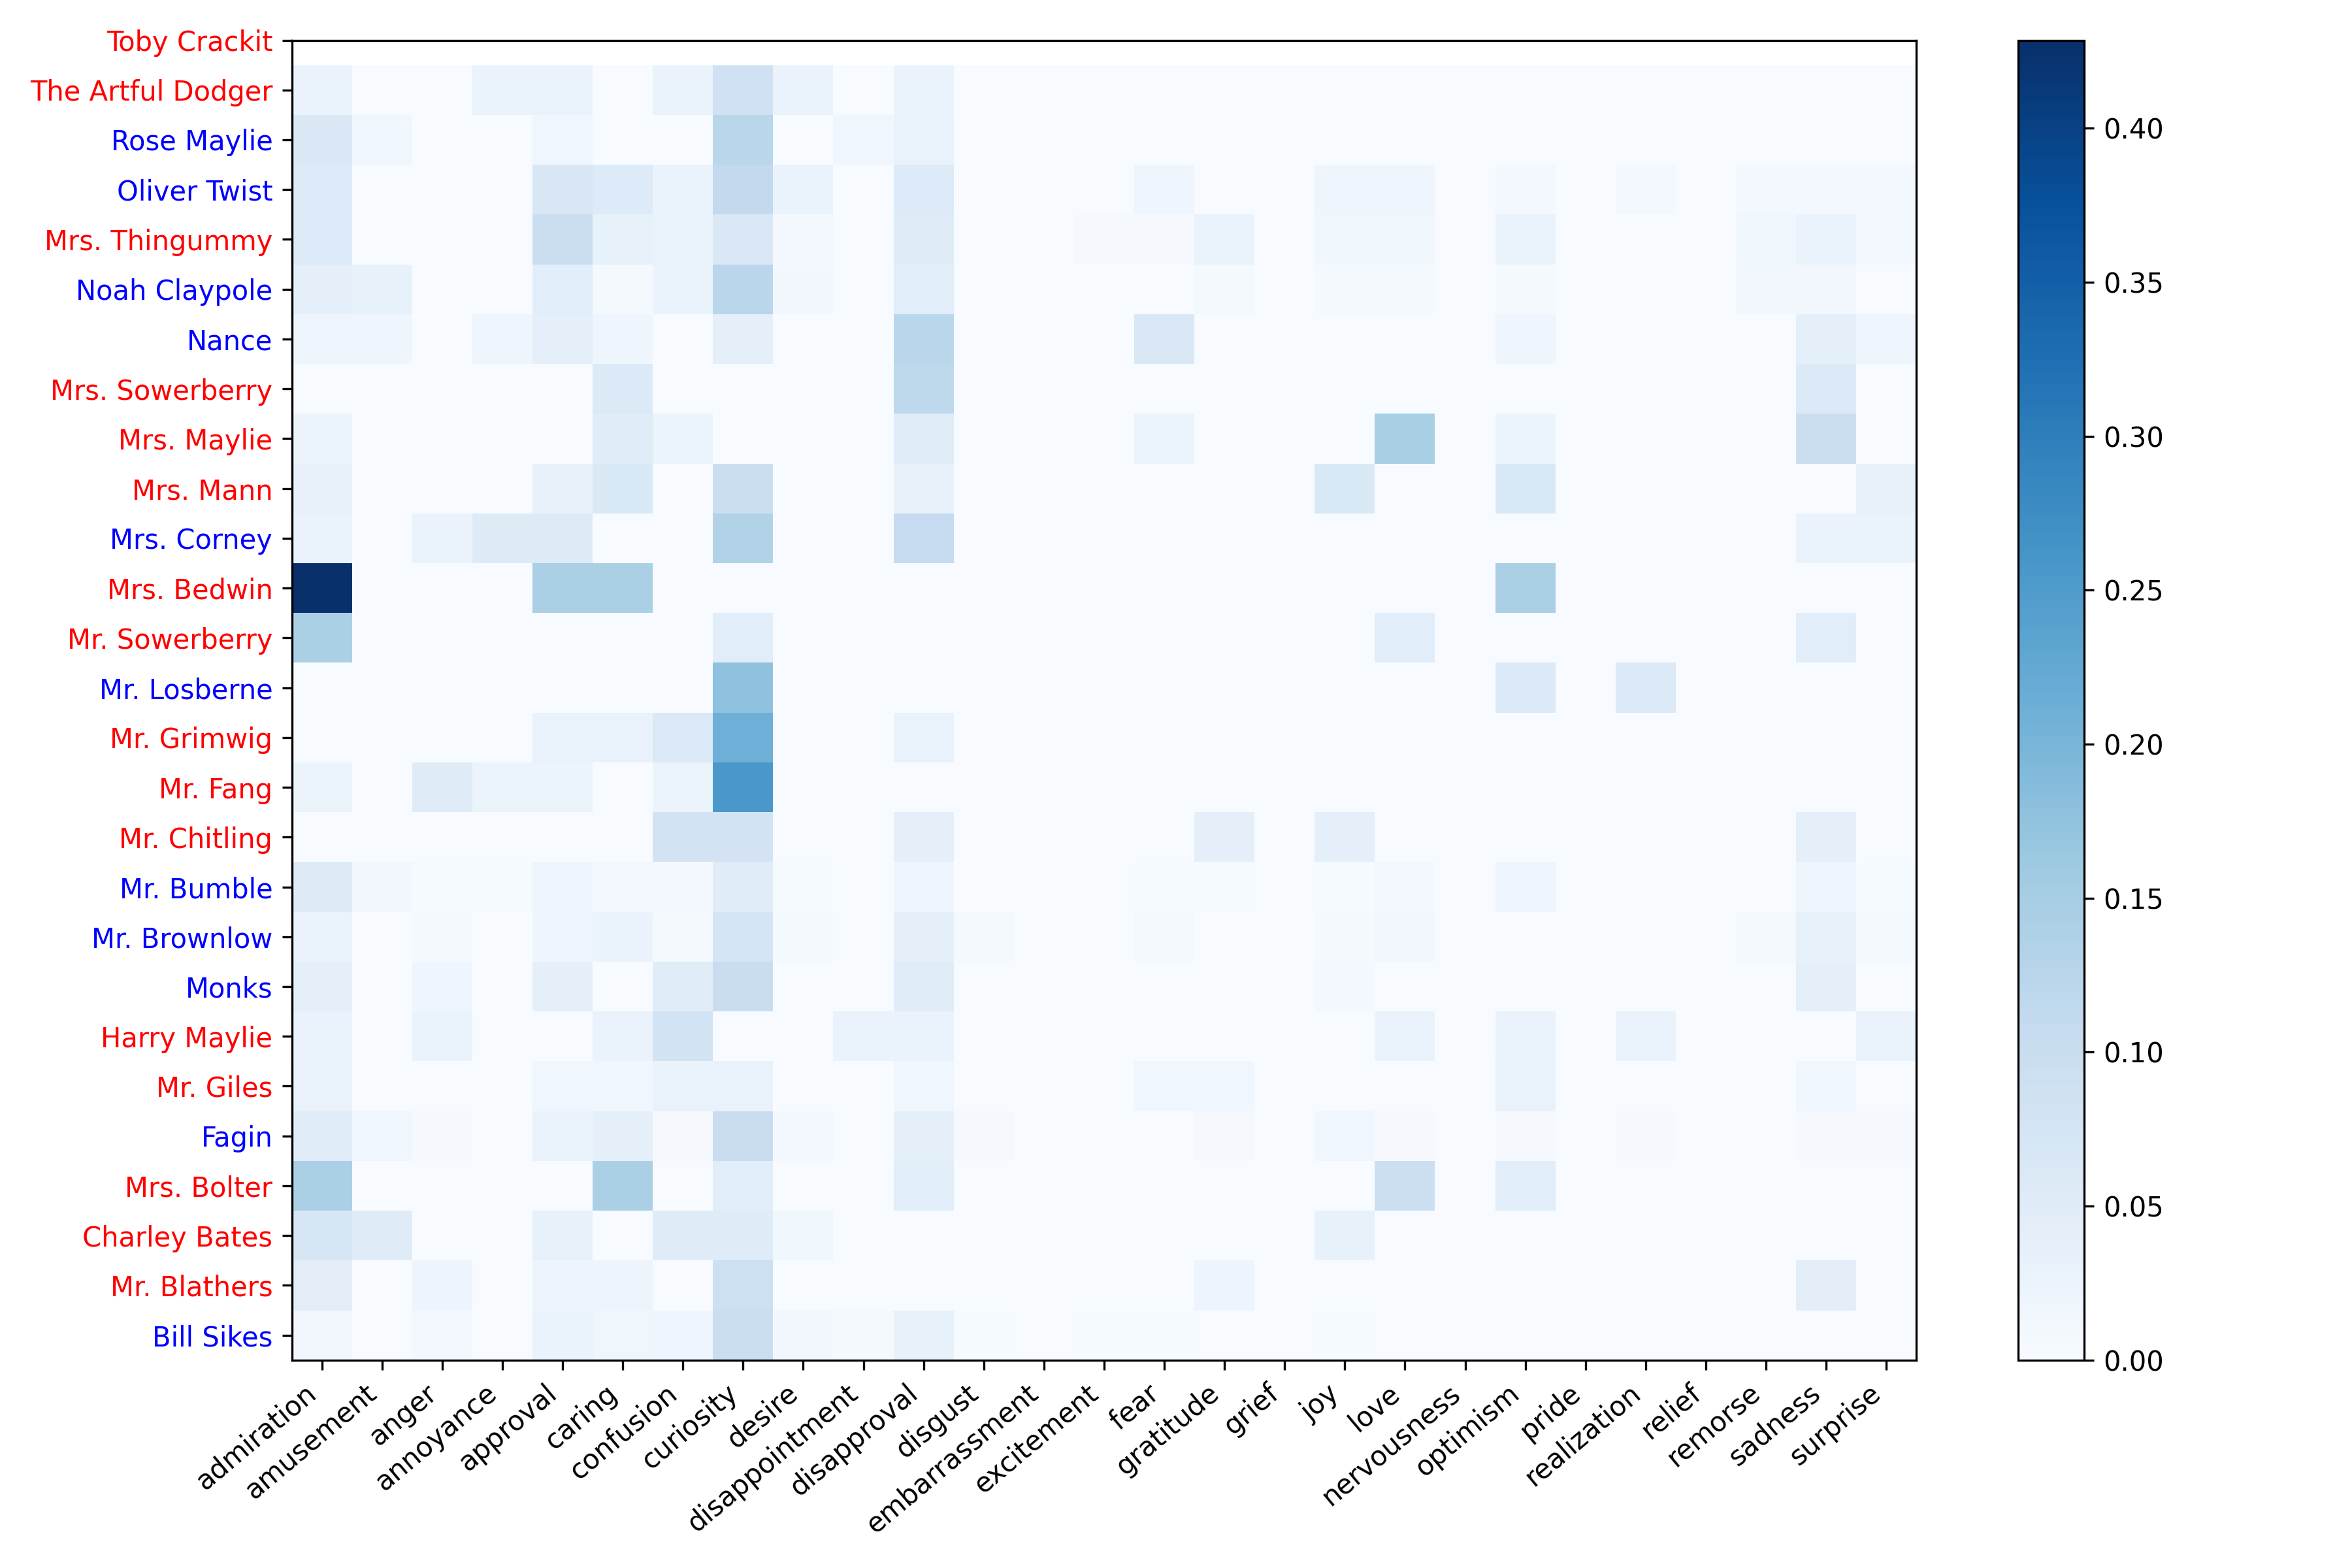 Toby Crackit
The Artful Dodger
Rose Maylie
Oliver Twist
Mrs. Thingummy
Noah Claypole
Nance
Mrs. Sowerberry
Mrs. Maylie
Mrs. Mann
Mrs. Corney
Mrs. Bedwin
Mr. Sowerberry
Mr. Losberne
Mr. Grimwig
Mr. Fang
Mr. Chitling
Mr. Bumble
Mr. Brownlow
Monks
Harry Maylie
Mr. Giles
Fagin
Mrs. Bolter
Charley Bates
Mr. Blathers
Bill Sikes
admiration
amusement
anger
annoyance
approval
caring
confusion
curiosity
desire
disappointment
disapproval
disgust
embarrassment
excitement
fear
gratitude
grief
joy
love
nervousness
optimism
pride
realization
relief
remorse
sadness
surprise
0.40
0.35
0.30
0.25
0.20
0.15
0.10
0.05
0.00